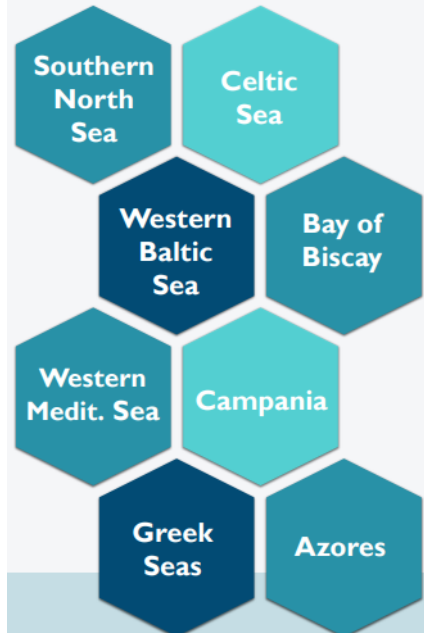 Southern
North
Sea
Celtic
Sea
Western
Baltic
Sea
Bay of
Biscay
Western
Medit. Sea
Campania
Greek
Seas
Azores